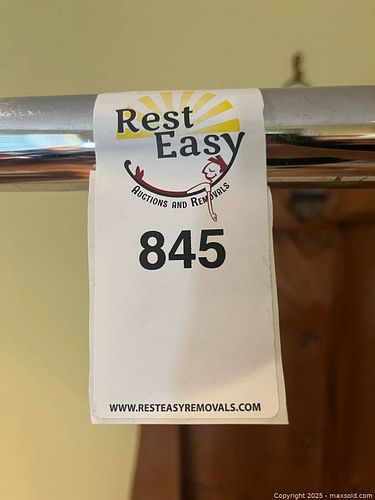 Rest
Easy
AUCTIONS AND REMOVALS
845
WWW.RESTEASYREMOVALS.COM
Copyright 2025 - maxsold.com